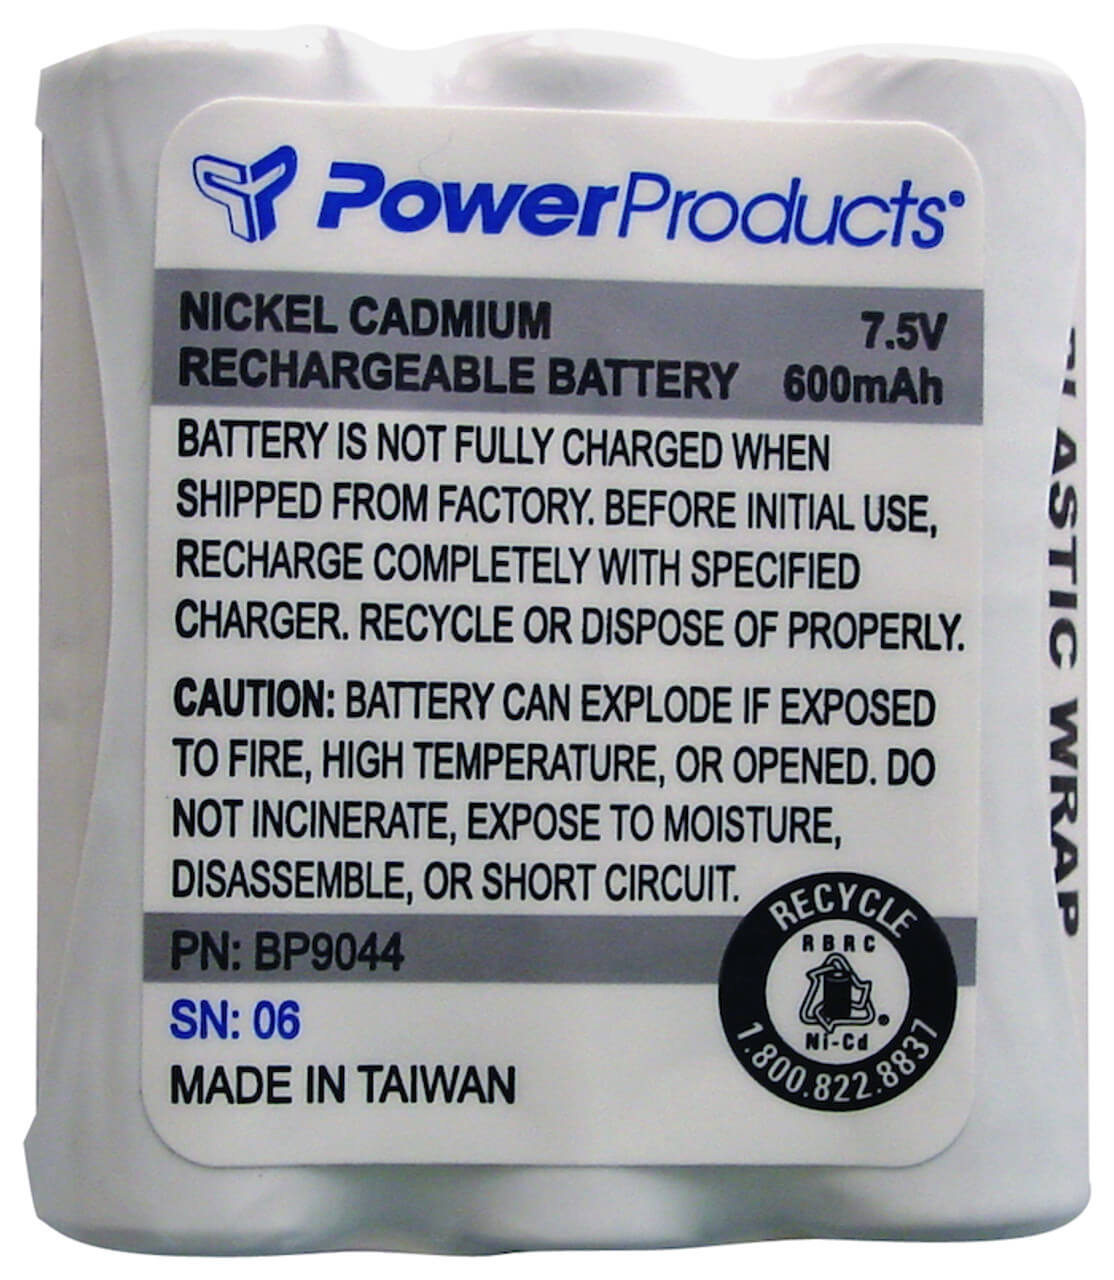 PowerProducts®
NICKEL CADMIUM 7.5V
RECHARGEABLE BATTERY 600mAh
BATTERY IS NOT FULLY CHARGED WHEN
SHIPPED FROM FACTORY. BEFORE INITIAL USE,
RECHARGE COMPLETELY WITH SPECIFIED
CHARGER. RECYCLE OR DISPOSE OF PROPERLY.
CAUTION: BATTERY CAN EXPLODE IF EXPOSED
TO FIRE, HIGH TEMPERATURE, OR OPENED. DO
NOT INCINERATE, EXPOSE TO MOISTURE,
DISASSEMBLE, OR SHORT CIRCUIT.
PN: BP9044
SN: 06
MADE IN TAIWAN
RECYCLE
RBRC
Ni-Cd
1.800.822.8837
PLASTIC WRAP